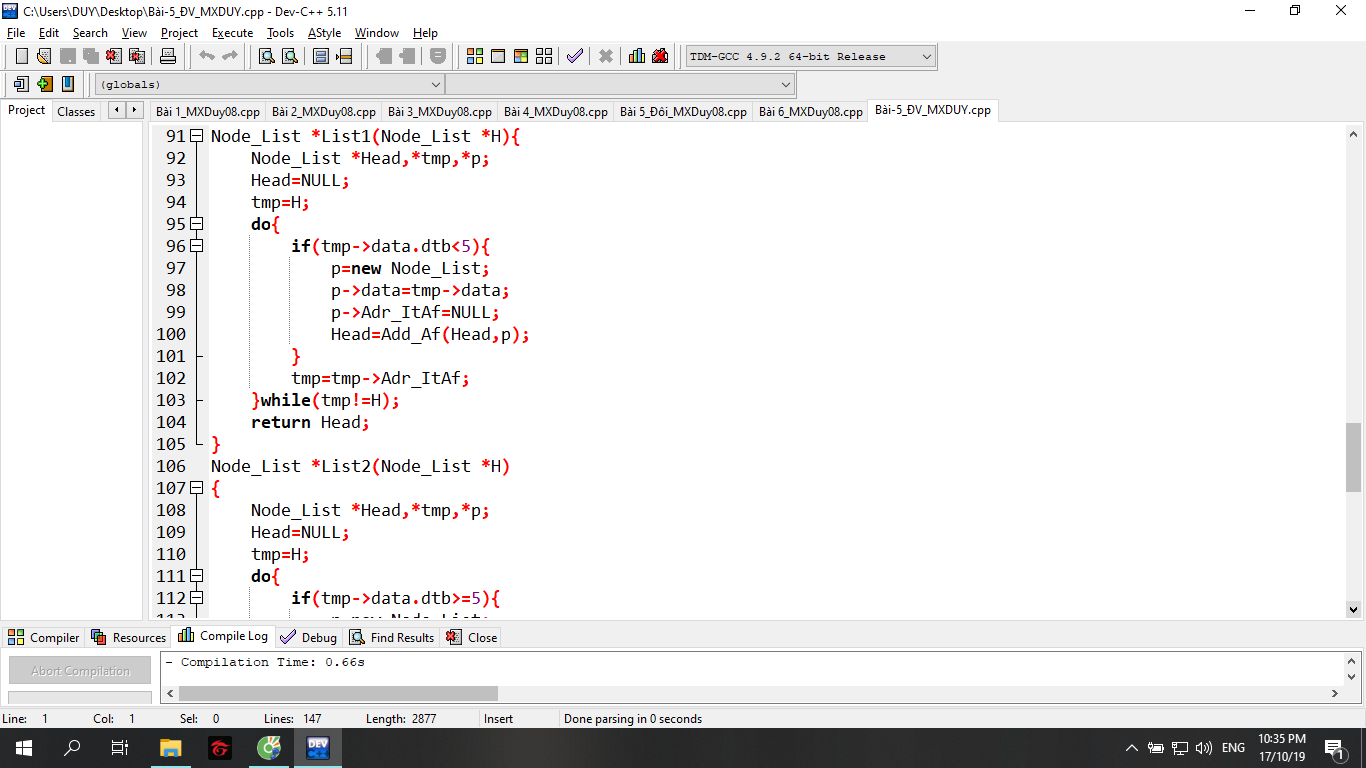 C:\Users\DUY\Desktop\Bài-5_ĐV_MXDUY.cpp - Dev-C++ 5.11
File Edit Search View Project Execute Tools AStyle Window Help
TDM-GCC 4.9.2 64-bit Release
(globals)
Project Classes Bài 1_MXDuy08.cpp Bài 2_MXDuy08.cpp Bài 3_MXDuy08.cpp Bài 4_MXDuy08.cpp Bài 5_Đôi_MXDuy08.cpp Bài 6_MXDuy08.cpp Bài-5_ĐV_MXDUY.cpp
91 Node_List *List1(Node_List *H){
92 Node_List *Head,*tmp,*p;
93 Head=NULL;
94 tmp=H;
95 do{
96 if(tmp->data.dtb<5){
97 p=new Node_List;
98 p->data=tmp->data;
99 p->Adr_ItAf=NULL;
100 Head=Add_Af(Head,p);
101 }
102 tmp=tmp->Adr_ItAf;
103 }while(tmp!=H);
104 return Head;
105 }
106 Node_List *List2(Node_List *H)
107 {
108 Node_List *Head,*tmp,*p;
109 Head=NULL;
110 tmp=H;
111 do{
112 if(tmp->data.dtb>=5){
Compiler Resources Compile Log Debug Find Results Close
Abort Compilation
- Compilation Time: 0.66s
Line: 1 Col: 1 Sel: 0 Lines: 147 Length: 2877 Insert Done parsing in 0 seconds
DEV
ENG
10:35 PM
17/10/19
1